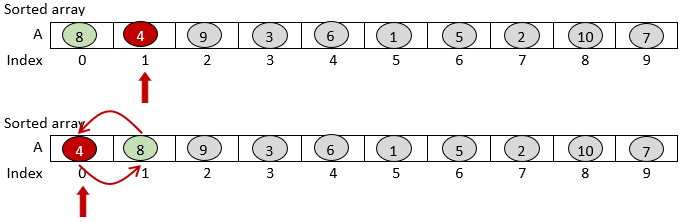 Sorted array
A 8 4 9 3 6 1 5 2 10 7
Index 0 1 2 3 4 5 6 7 8 9
Sorted array
A 4 8 9 3 6 1 5 2 10 7
Index 0 1 2 3 4 5 6 7 8 9